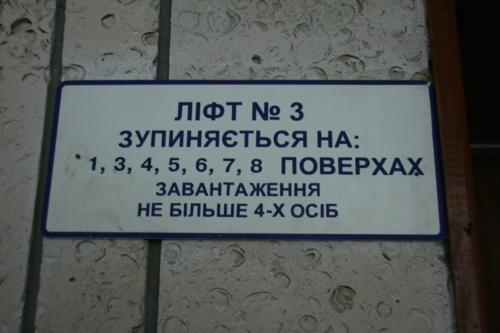 ЛІФТ № 3
ЗУПИНЯЄТЬСЯ НА:
1, 3, 4, 5, 6, 7, 8 ПОВЕРХАХ
ЗАВАНТАЖЕННЯ
НЕ БІЛЬШЕ 4-Х ОСІБ